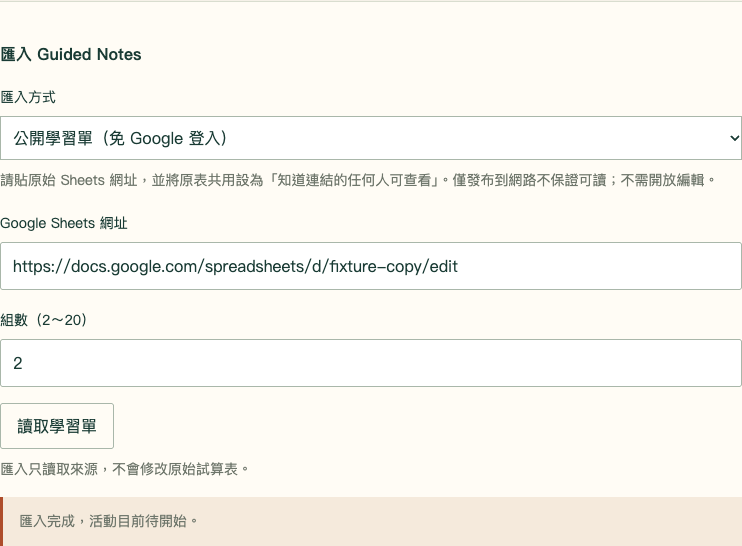 匯入 Guided Notes
匯入方式
公開學習單（免 Google 登入）
請貼原始 Sheets 網址，並將原表共用設為「知道連結的任何人可查看」。僅發布到網路不保證可讀；不需開放編輯。
Google Sheets 網址
https://docs.google.com/spreadsheets/d/fixture-copy/edit
組數（2～20）
2
讀取學習單
匯入只讀取來源，不會修改原始試算表。
匯入完成，活動目前待開始。